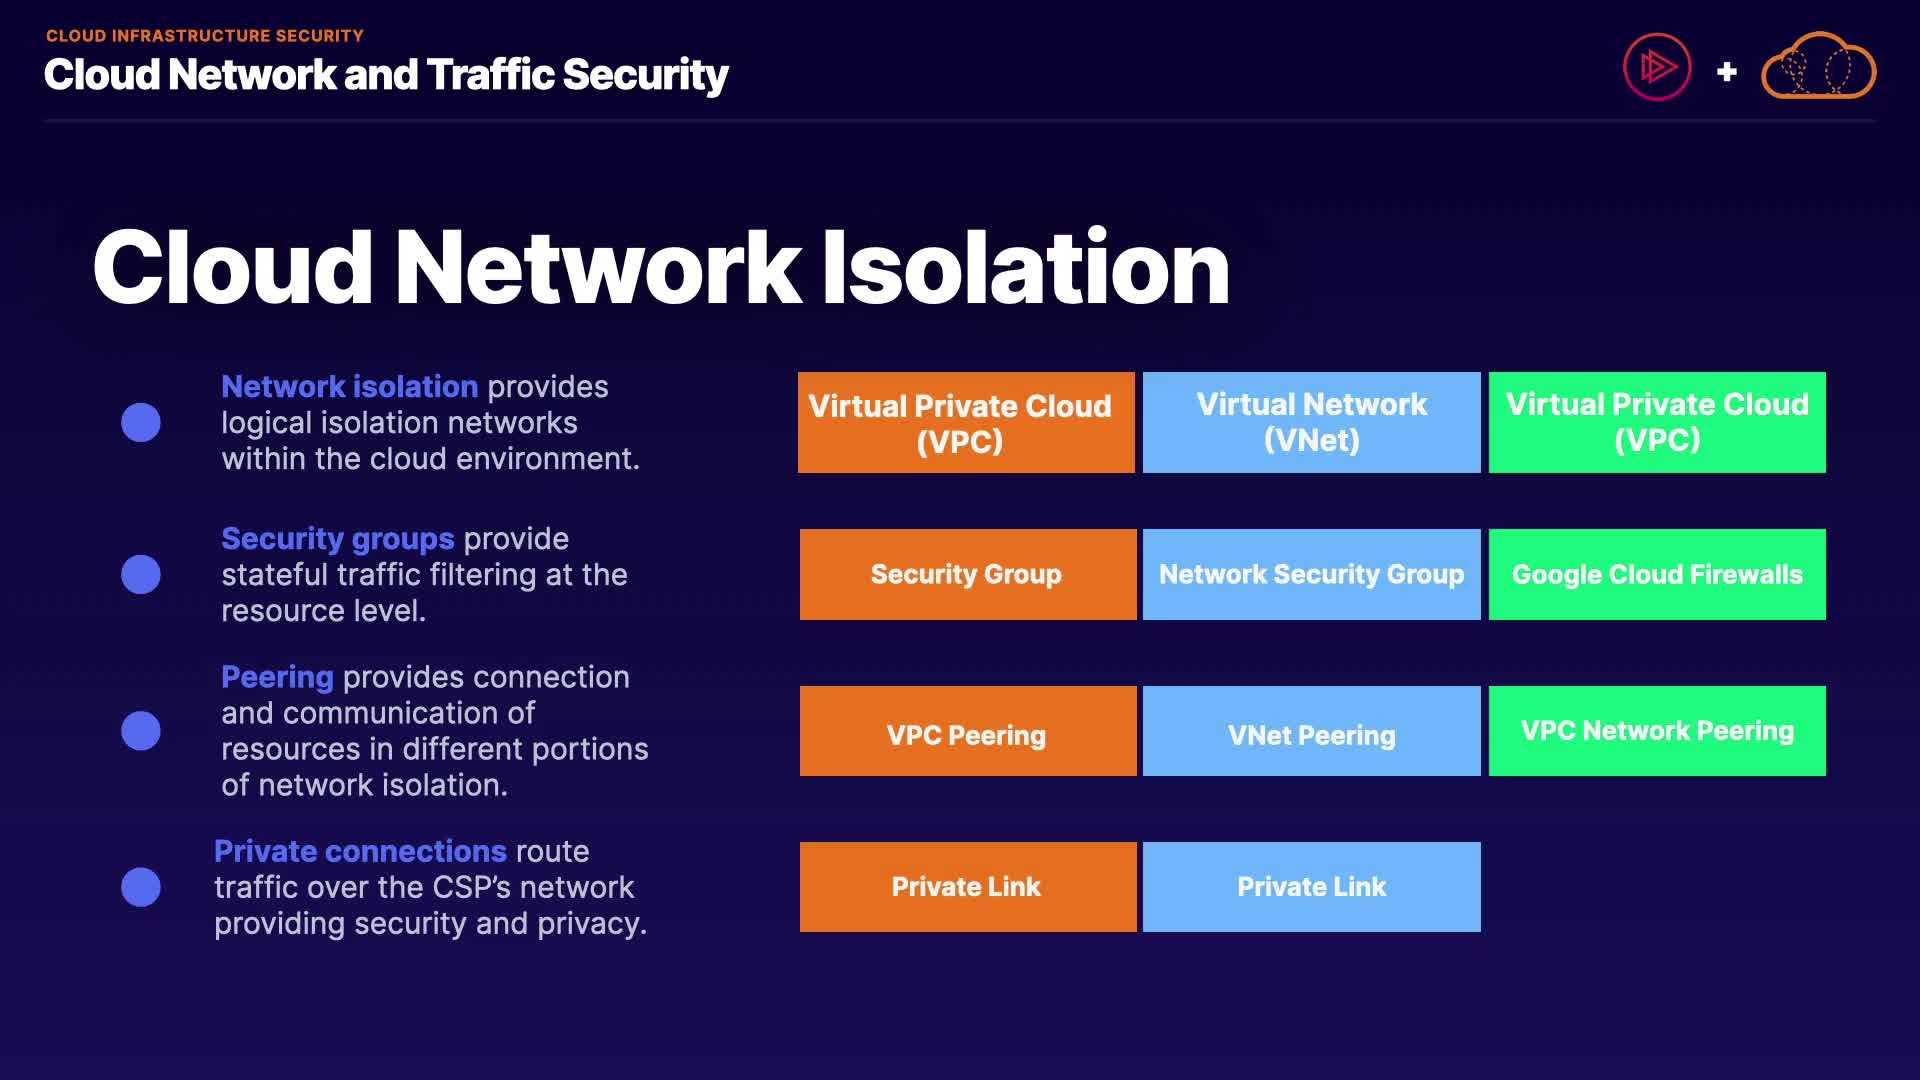 CLOUD INFRASTRUCTURE SECURITY
Cloud Network and Traffic Security
+
Cloud Network Isolation
Network isolation provides
logical isolation networks
within the cloud environment.
Virtual Private Cloud
(VPC)
Virtual Network
(VNet)
Virtual Private Cloud
(VPC)
Security groups provide
stateful traffic filtering at the
resource level.
Security Group
Network Security Group
Google Cloud Firewalls
Peering provides connection
and communication of
resources in different portions
of network isolation.
VPC Peering
VNet Peering
VPC Network Peering
Private connections route
traffic over the CSP’s network
providing security and privacy.
Private Link
Private Link